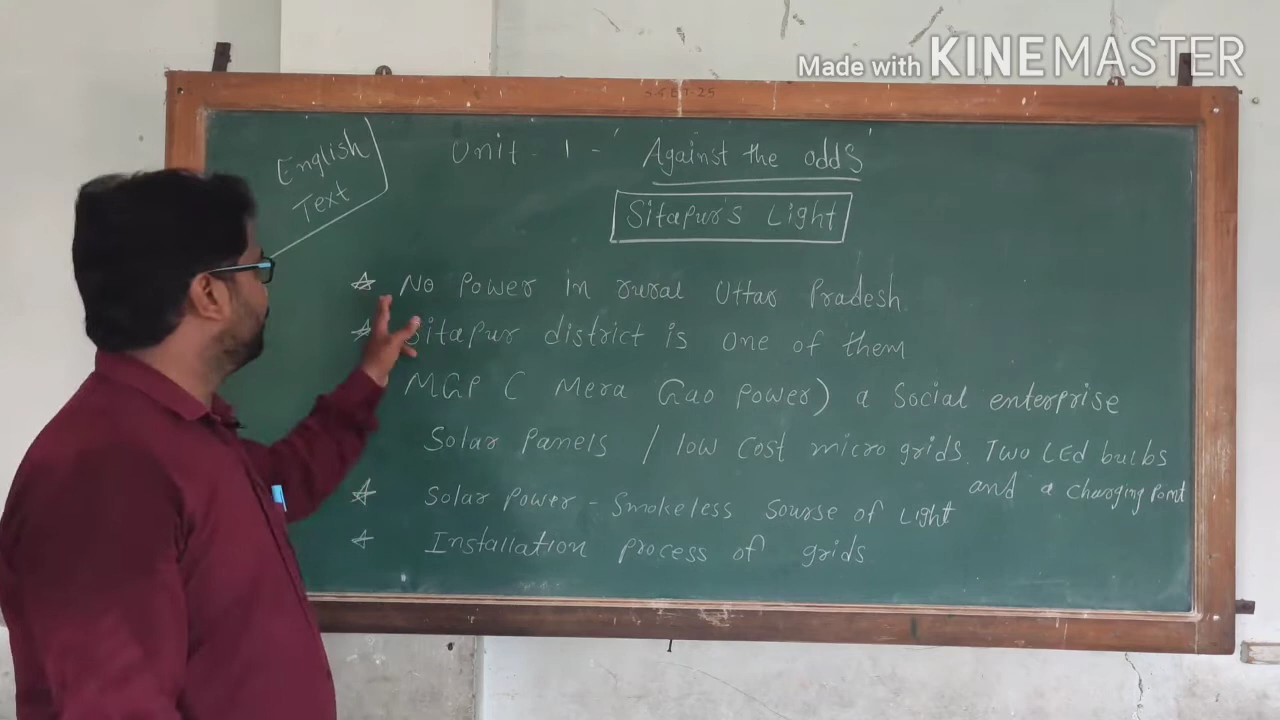 Made with KINEMASTER
English
Text
Unit - 1 - 'Against the odds'
Sitapur's Light
No Power in rural Uttar Pradesh
Sitapur district is one of them
MGP ( Mera Gao power) a Social enterprise
Solar Panels / low cost micro grids. Two LED bulbs
and a charging Point
Solar Power - Smokeless Sourse of Light
Installation process of grids